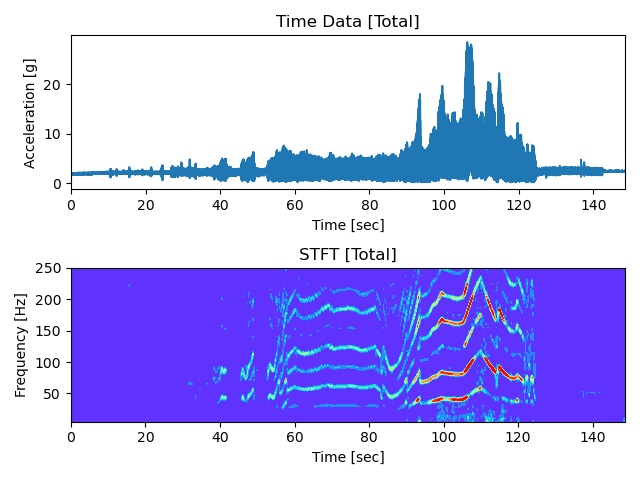 Time Data [Total]
20
10
0
Acceleration [g]
0 20 40 60 80 100 120 140
Time [sec]
STFT [Total]
250
200
150
100
50
Frequency [Hz]
0 20 40 60 80 100 120 140
Time [sec]